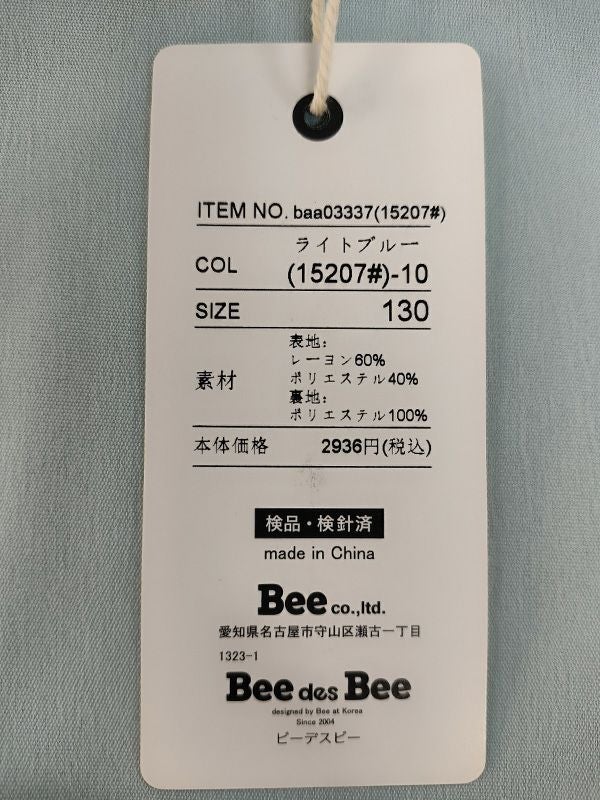 ITEM NO. baa03337(15207#)
ライトブルー
COL (15207#)-10
SIZE 130
表地:
レーヨン60%
素材 ポリエステル40%
裏地:
ポリエステル100%
本体価格 2936円(税込)
検品・検針済
made in China
Bee co.,ltd.
愛知県名古屋市守山区瀬古一丁目
1323-1
Bee des Bee
designed by Bee at Korea
Since 2004
ビーデスビー